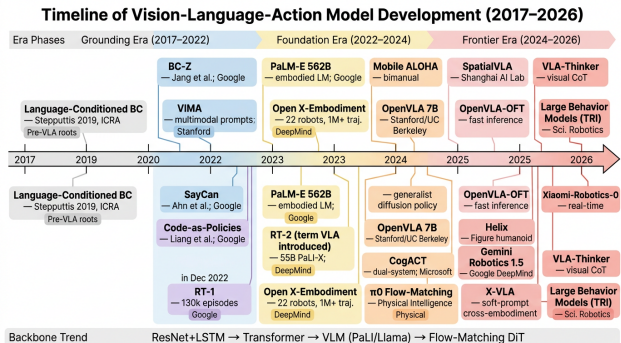 Timeline of Vision-Language-Action Model Development (2017–2026)
Era Phases
Grounding Era (2017–2022)
Foundation Era (2022–2024)
Frontier Era (2024–2026)
BC-Z
— Jang et al.; Google
PaLM-E 562B
— embodied LM; Google
Mobile ALOHA
— bimanual
SpatialVLA
— Shanghai AI Lab
VLA-Thinker
— visual CoT
Language-Conditioned BC
— Stepputtis 2019, ICRA
Pre-VLA roots
VIMA
— multimodal prompts:
Stanford
Open X-Embodiment
— 22 robots, 1M+ traj.
DeepMind
OpenVLA 7B
— Stanford/UC
Berkeley
OpenVLA-OFT
— fast inference
Large Behavior
Models (TRI)
— Sci. Robotics
2017
2019
2020
2022
2023
2024
2025
2025
2026
Language-Conditioned BC
— Stepputtis 2019, ICRA
Pre-VLA roots
SayCan
— Ahn et al.; Google
Code-as-Policies
— Liang et al.; Google
in Dec 2022
RT-1
— 130k episodes
Google
PaLM-E 562B
— embodied LM;
Google
RT-2 (term VLA
introduced)
— 55B PaLI-X;
DeepMind
Open X-Embodiment
— 22 robots, 1M+ traj.
DeepMind
— generalist
diffusion policy
OpenVLA 7B
— Stanford/UC Berkeley
CogACT
— dual-system; Microsoft
π0 Flow-Matching
— Physical Intelligence
Physical
OpenVLA-OFT
— fast inference
Helix
— Figure humanoid
Gemini
Robotics 1.5
— Google DeepMind
X-VLA
— soft-prompt
cross-embodiment
Xiaomi-Robotics-0
— real-time
VLA-Thinker
— visual CoT
Large Behavior
Models (TRI)
— Sci. Robotics
Backbone Trend
ResNet+LSTM → Transformer → VLM (PaLI/Llama) → Flow-Matching DiT